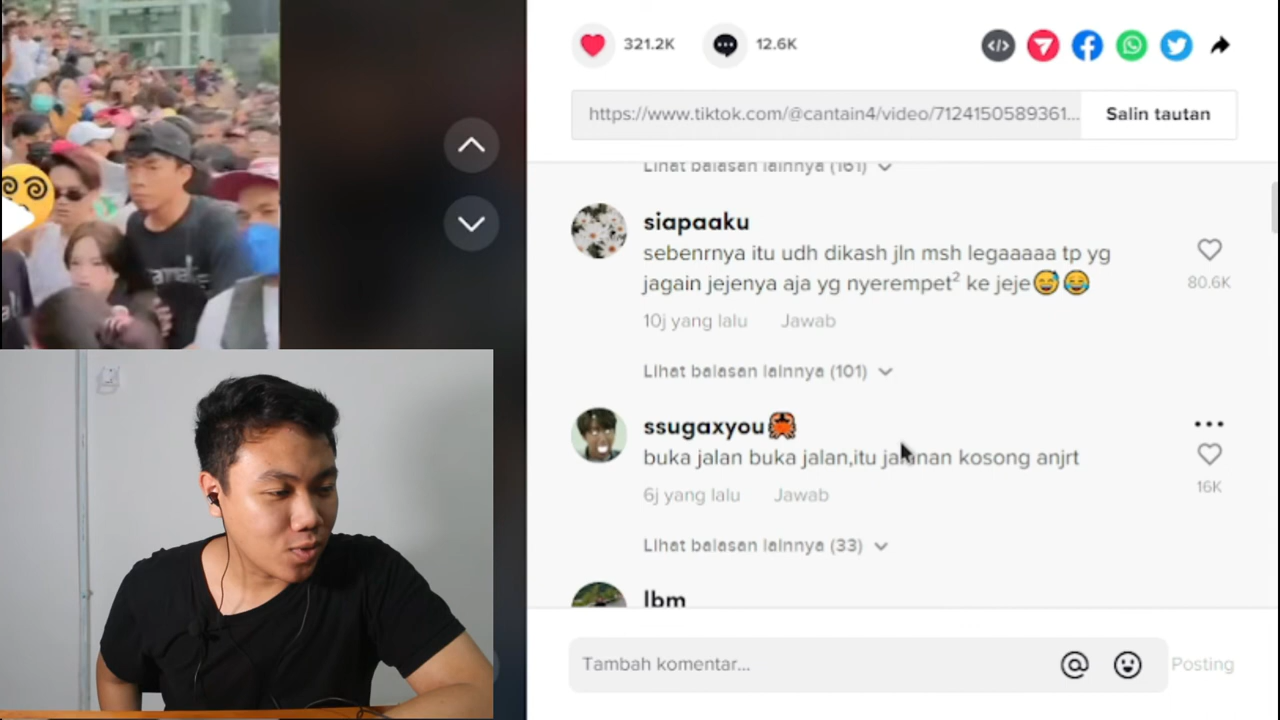 321.2K
12.6K
https://www.tiktok.com/@cantain4/video/7124150589361...
Salin tautan
Lihat balasan lainnya (161)
siapaaku
sebenrnya itu udh dikash jln msh legaaaaa tp yg
jagain jejenya aja yg nyerempet² ke jeje😅😂
80.6K
10j yang lalu Jawab
Lihat balasan lainnya (101)
ssugaxyou
buka jalan buka jalan,itu jalanan kosong anjrt
16K
6j yang lalu Jawab
Lihat balasan lainnya (33)
lbm
Tambah komentar...
Posting